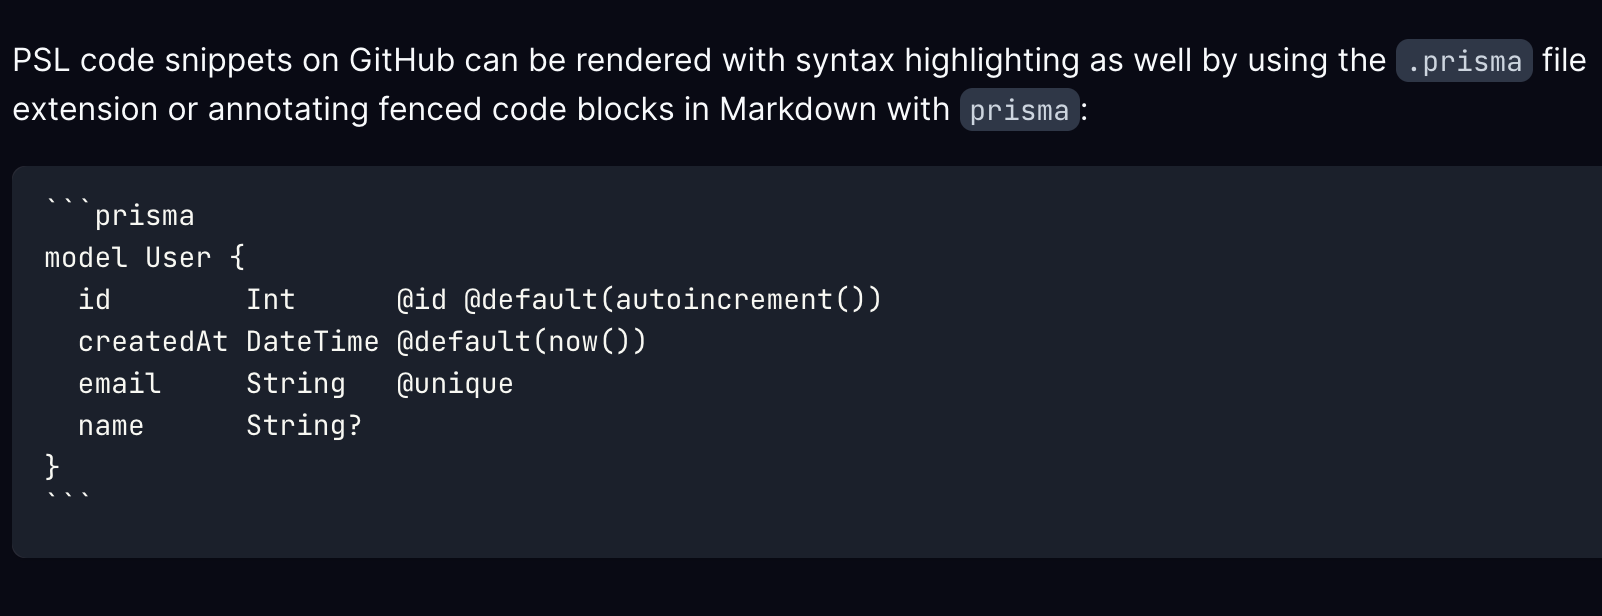 PSL code snippets on GitHub can be rendered with syntax highlighting as well by using the .prisma file
extension or annotating fenced code blocks in Markdown with prisma:
```prisma
model User {
  id        Int      @id @default(autoincrement())
  createdAt DateTime @default(now())
  email     String   @unique
  name      String?
}
```